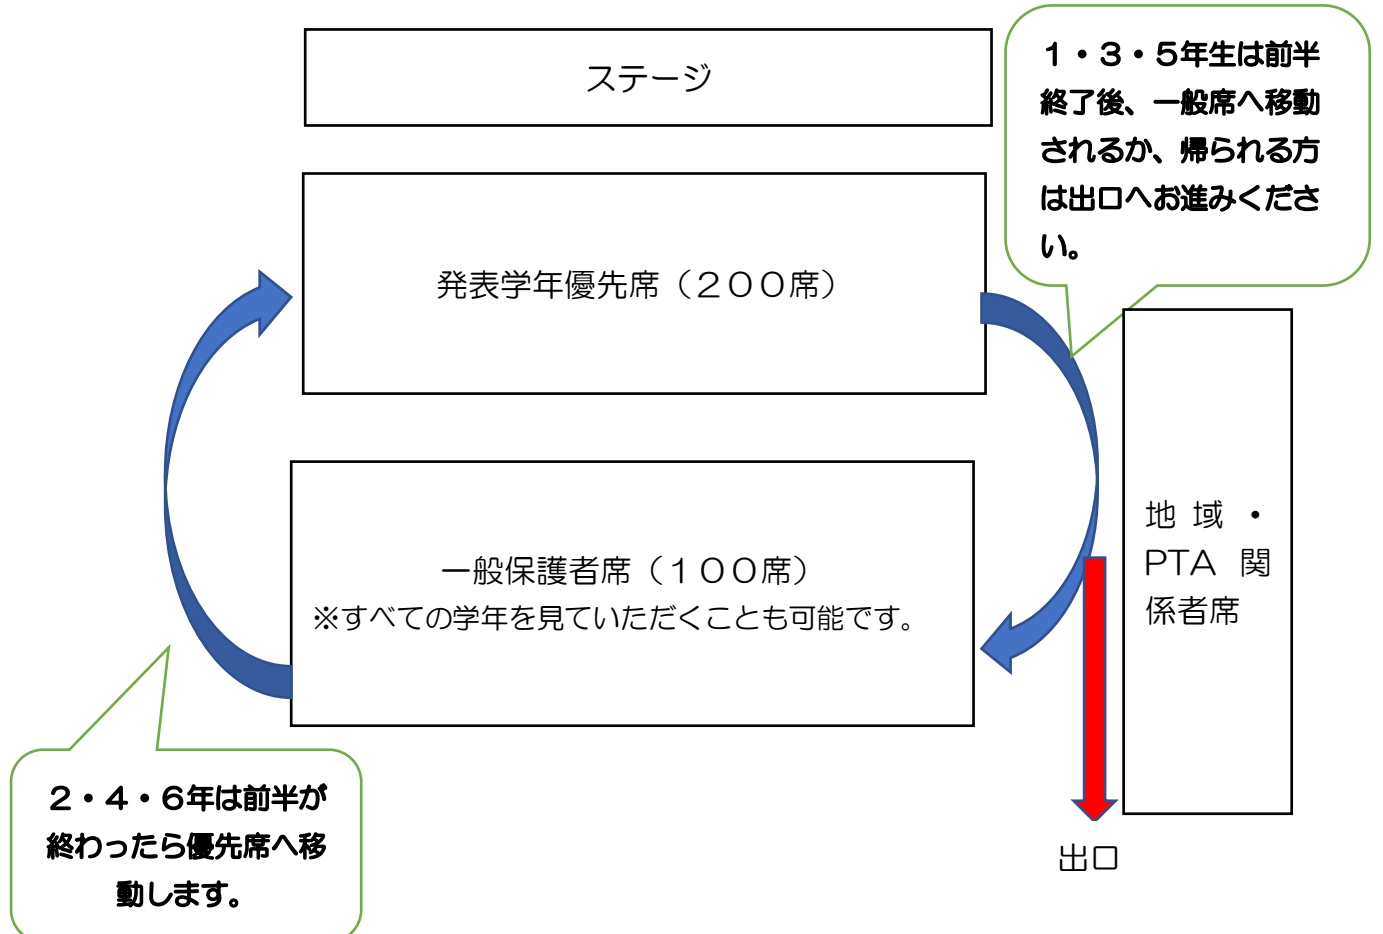 ステージ
１・３・５年生は前半
終了後、一般席へ移動
されるか、帰られる方
は出口へお進みくださ
い。
発表学年優先席（２００席）
一般保護者席（１００席）
※すべての学年を見ていただくことも可能です。
地域・
PTA 関
係者席
２・４・６年は前半が
終わったら優先席へ移
動します。
出口